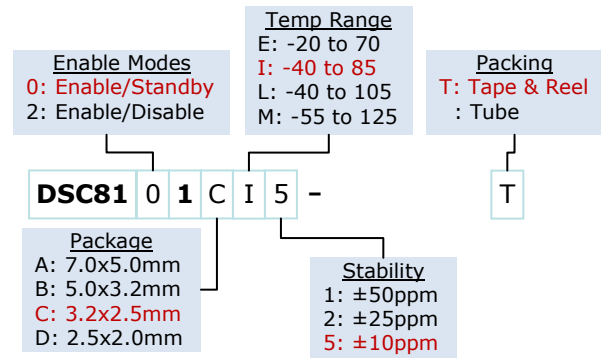 Temp Range
E: -20 to 70
I: -40 to 85
L: -40 to 105
M: -55 to 125
Enable Modes
0: Enable/Standby
2: Enable/Disable
Packing
T: Tape & Reel
: Tube
DSC81 0 1 C I 5 - T
Package
A: 7.0x5.0mm
B: 5.0x3.2mm
C: 3.2x2.5mm
D: 2.5x2.0mm
Stability
1: ±50ppm
2: ±25ppm
5: ±10ppm